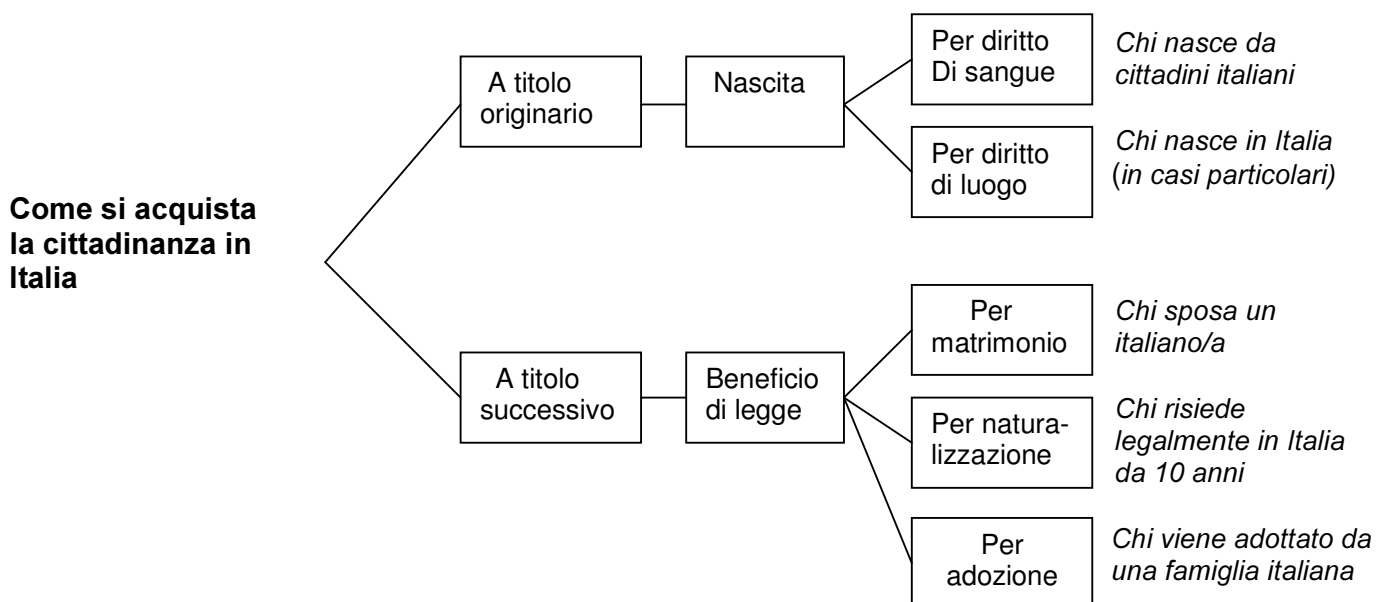 Come si acquista
la cittadinanza in
Italia
A titolo
originario
Nascita
Per diritto
Di sangue
Chi nasce da
cittadini italiani
Per diritto
di luogo
Chi nasce in Italia
(in casi particolari)
A titolo
successivo
Beneficio
di legge
Per
matrimonio
Chi sposa un
italiano/a
Per natura-
lizzazione
Chi risiede
legalmente in Italia
da 10 anni
Per
adozione
Chi viene adottato da
una famiglia italiana